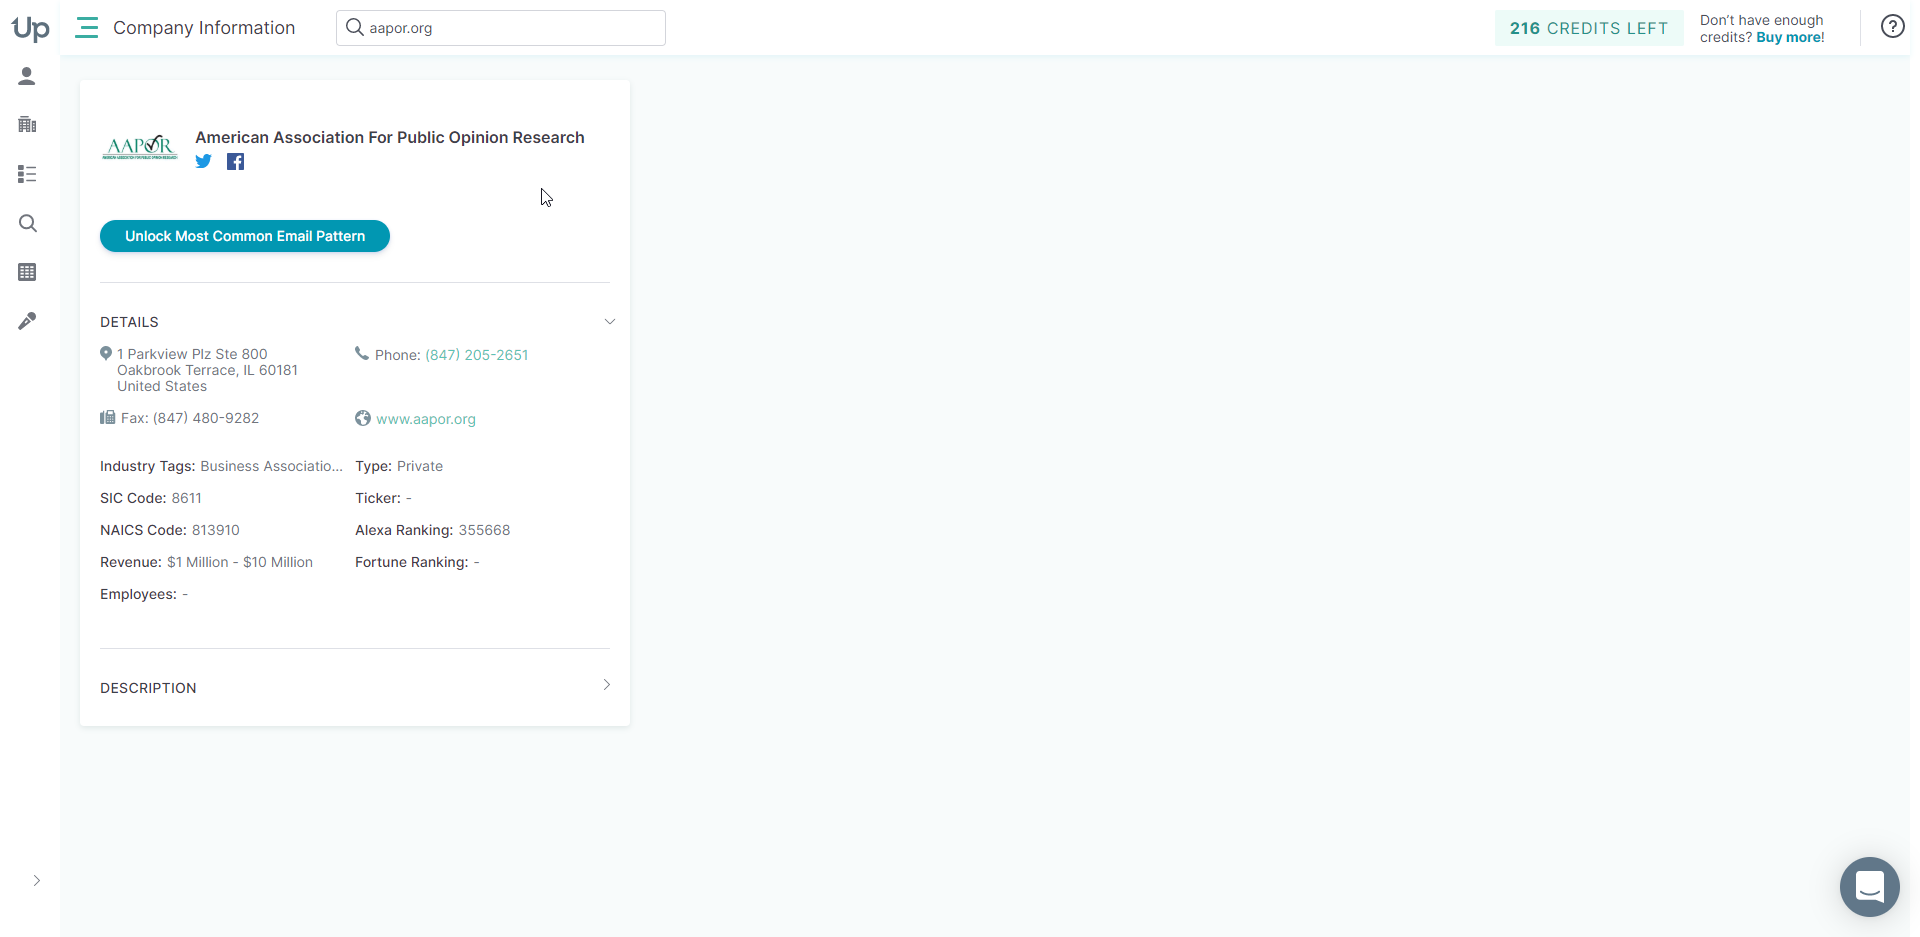 Up
Company Information
aapor.org
216 CREDITS LEFT
Don't have enough
credits? Buy more!
?
AAPOR
American Association For Public Opinion Research
Unlock Most Common Email Pattern
DETAILS
1 Parkview Plz Ste 800
Oakbrook Terrace, IL 60181
United States
Phone: (847) 205-2651
Fax: (847) 480-9282
www.aapor.org
Industry Tags: Business Associatio...
Type: Private
SIC Code: 8611
Ticker: -
NAICS Code: 813910
Alexa Ranking: 355668
Revenue: $1 Million - $10 Million
Fortune Ranking: -
Employees: -
DESCRIPTION